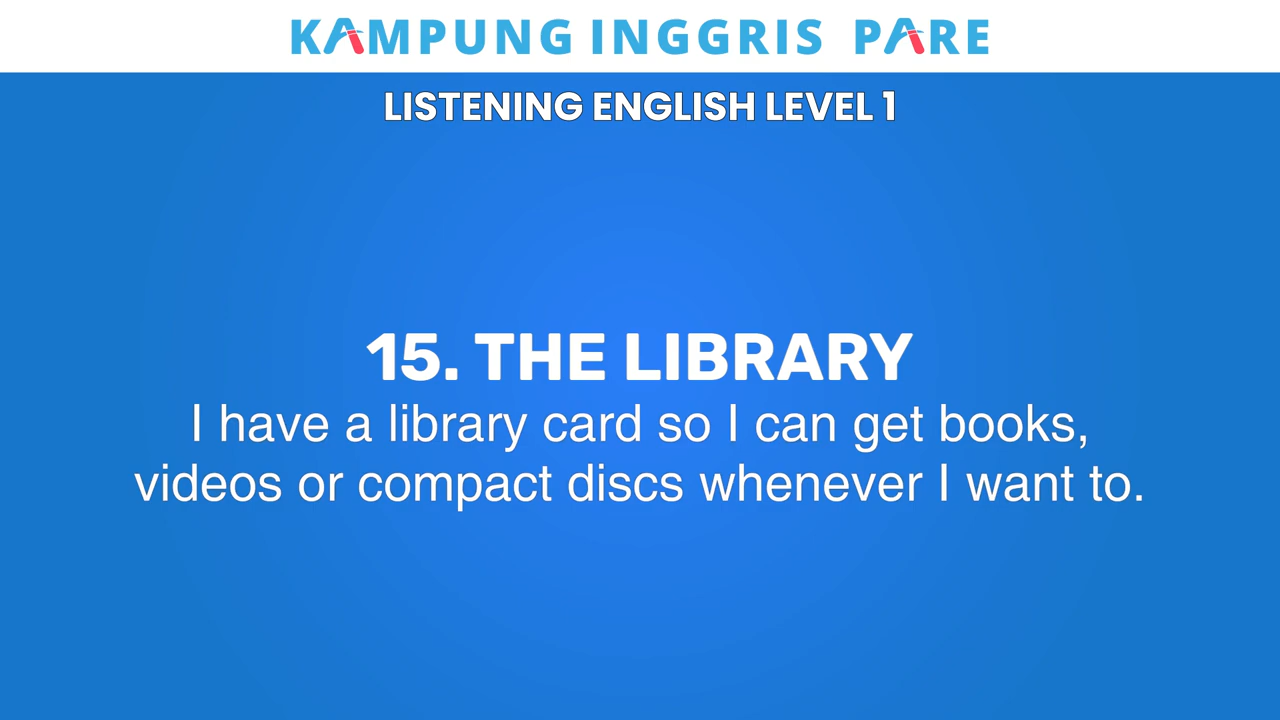 KAMPUNG INGGRIS PARE
LISTENING ENGLISH LEVEL 1
15. THE LIBRARY
I have a library card so I can get books,
videos or compact discs whenever I want to.